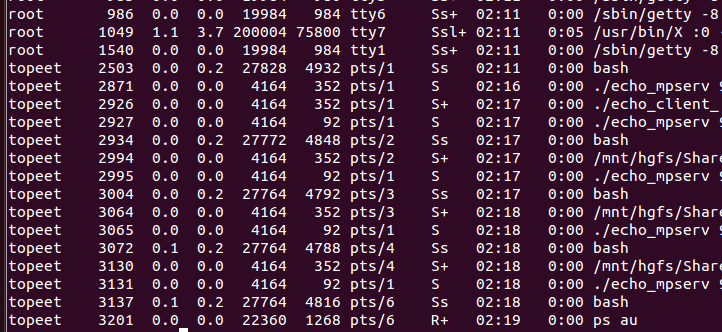 root 986 0.0 0.0 19984 984 tty6 Ss+ 02:11 0:00 /sbin/getty -8
root 1049 1.1 3.7 200004 75800 tty7 Ssl+ 02:11 0:05 /usr/bin/X :0 -
root 1540 0.0 0.0 19984 984 tty1 Ss+ 02:11 0:00 /sbin/getty -8
topeet 2503 0.0 0.2 27828 4932 pts/1 Ss 02:11 0:00 bash
topeet 2871 0.0 0.0 4164 352 pts/1 S 02:16 0:00 ./echo_mpserv 9
topeet 2926 0.0 0.0 4164 352 pts/1 S+ 02:17 0:00 ./echo_client_
topeet 2927 0.0 0.0 4164 92 pts/1 S 02:17 0:00 ./echo_mpserv 9
topeet 2934 0.0 0.2 27772 4848 pts/2 Ss 02:17 0:00 bash
topeet 2994 0.0 0.0 4164 352 pts/2 S+ 02:17 0:00 /mnt/hgfs/Share
topeet 2995 0.0 0.0 4164 92 pts/1 S 02:17 0:00 ./echo_mpserv 9
topeet 3004 0.0 0.2 27764 4792 pts/3 Ss 02:17 0:00 bash
topeet 3064 0.0 0.0 4164 352 pts/3 S+ 02:18 0:00 /mnt/hgfs/Shar
topeet 3065 0.0 0.0 4164 92 pts/1 S 02:18 0:00 ./echo_mpserv 9
topeet 3072 0.1 0.2 27764 4788 pts/4 Ss 02:18 0:00 bash
topeet 3130 0.0 0.0 4164 352 pts/4 S+ 02:18 0:00 /mnt/hgfs/Shar
topeet 3131 0.0 0.0 4164 92 pts/1 S 02:18 0:00 ./echo_mpserv 9
topeet 3137 0.1 0.2 27764 4816 pts/6 Ss 02:18 0:00 bash
topeet 3201 0.0 0.0 22360 1268 pts/6 R+ 02:19 0:00 ps au